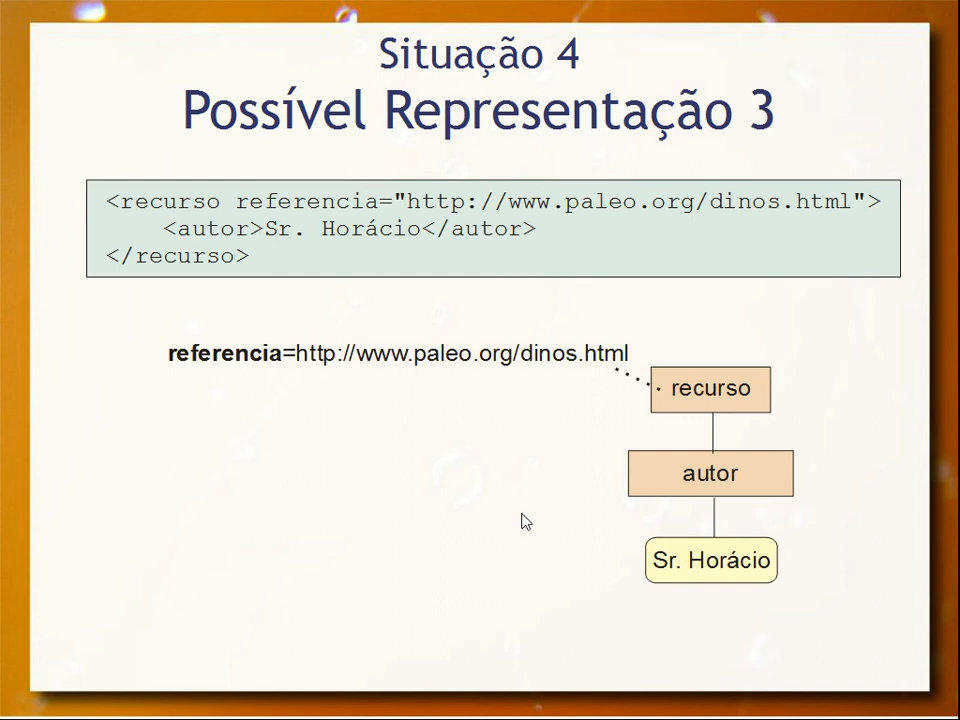 Situação 4
Possível Representação 3
<recurso referencia="http://www.paleo.org/dinos.html">
<autor>Sr. Horácio</autor>
</recurso>
referencia=http://www.paleo.org/dinos.html
recurso
autor
Sr. Horácio